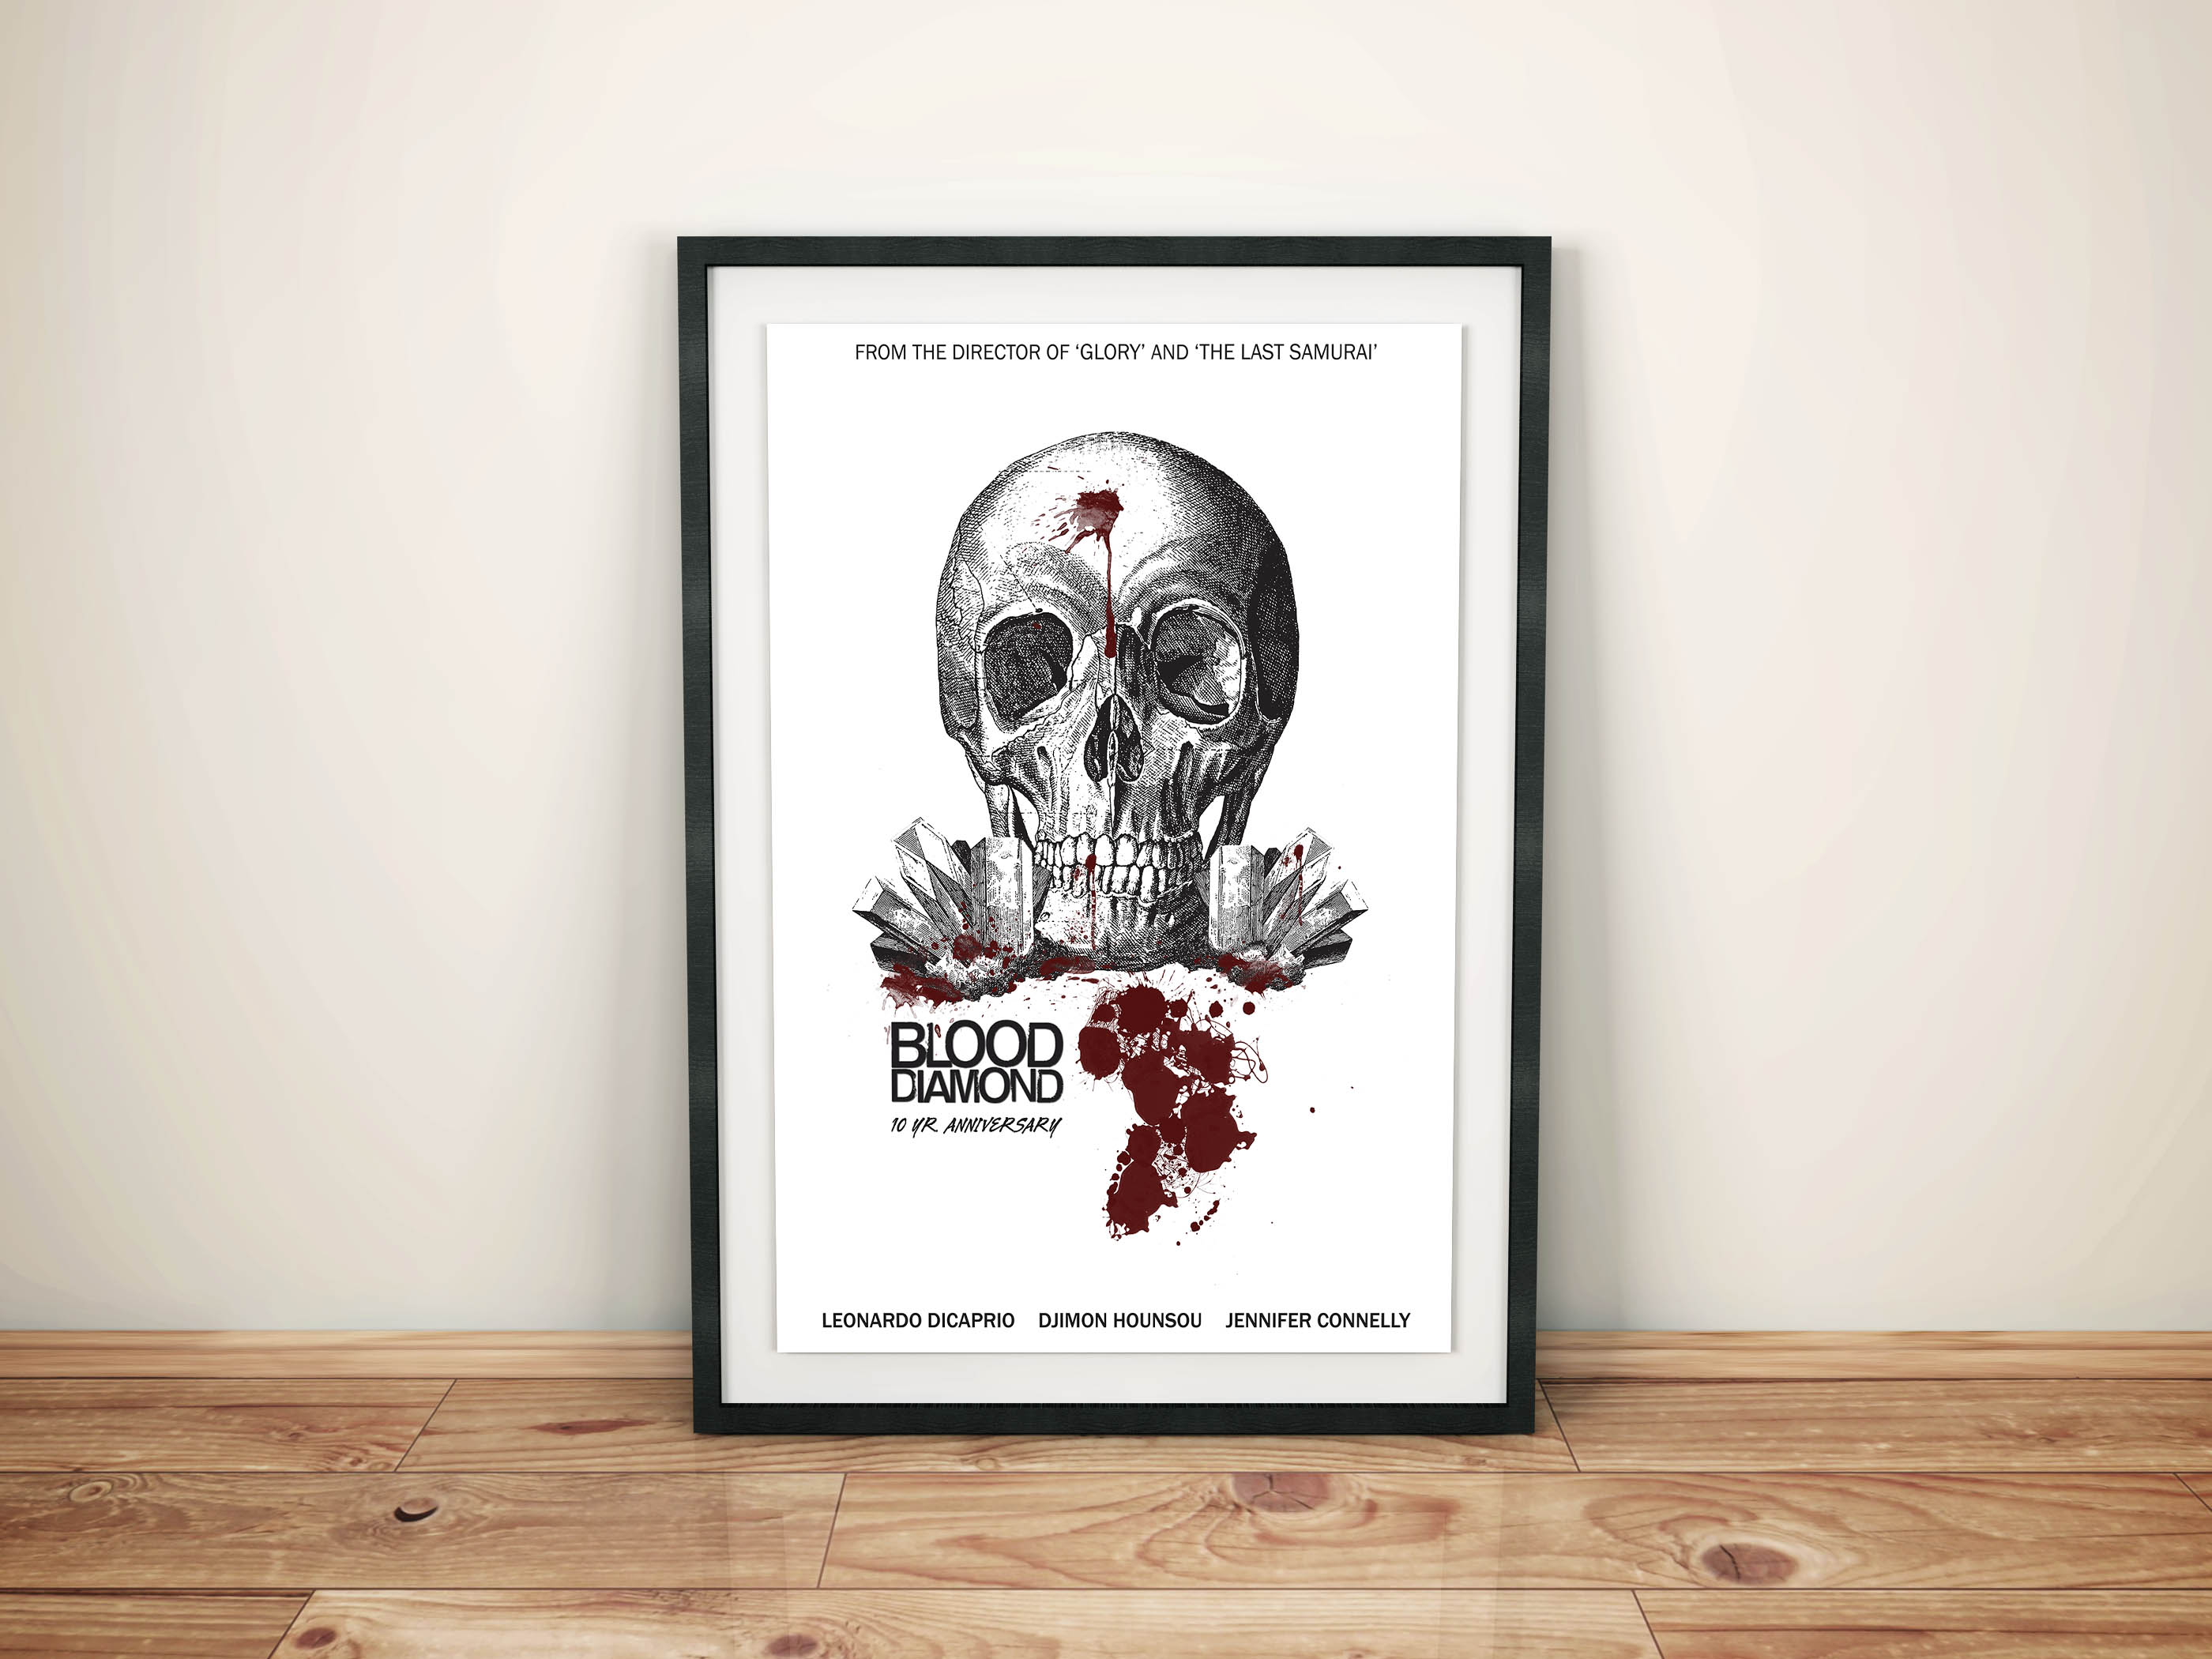 FROM THE DIRECTOR OF ‘GLORY’ AND ‘THE LAST SAMURAI’
BLOOD
DIAMOND
10 YR. ANNIVERSARY
LEONARDO DICAPRIO DJIMON HOUNSOU JENNIFER CONNELLY